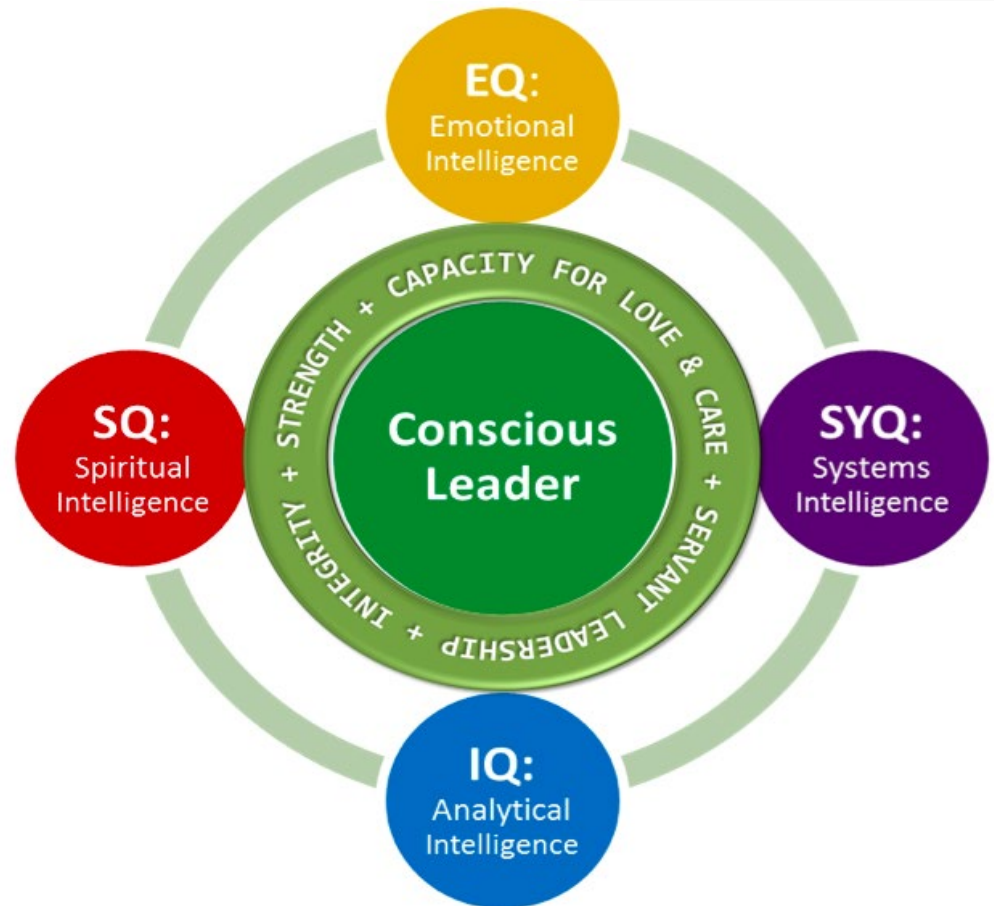 EQ:
Emotional
Intelligence
STRENGTH + CAPACITY FOR LOVE & CARE + SERVANT LEADERSHIP + INTEGRITY +
SQ:
Spiritual
Intelligence
Conscious
Leader
SYQ:
Systems
Intelligence
IQ:
Analytical
Intelligence